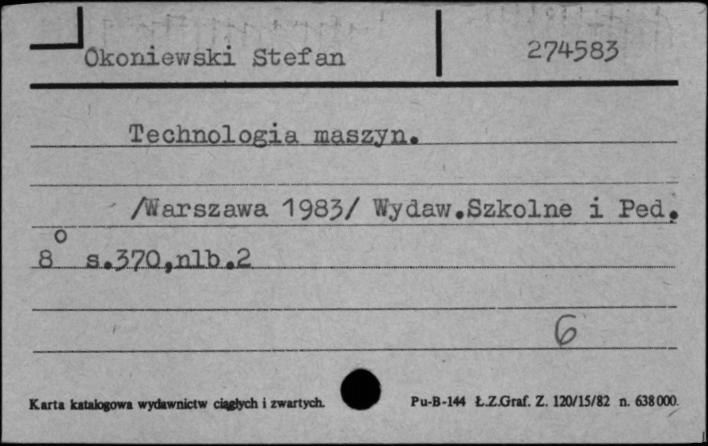 Okoniewski Stefan
274583
Technologia maszyn.
/Warszawa 1983/ Wydaw.Szkolne i Ped.
8° s.370,nlb.2
6
Karta katalogowa wydawnictw ciągłych i zwartych.
Pu-B-144 Ł.Z.Graf. Z. 120/15/82 n. 638000.